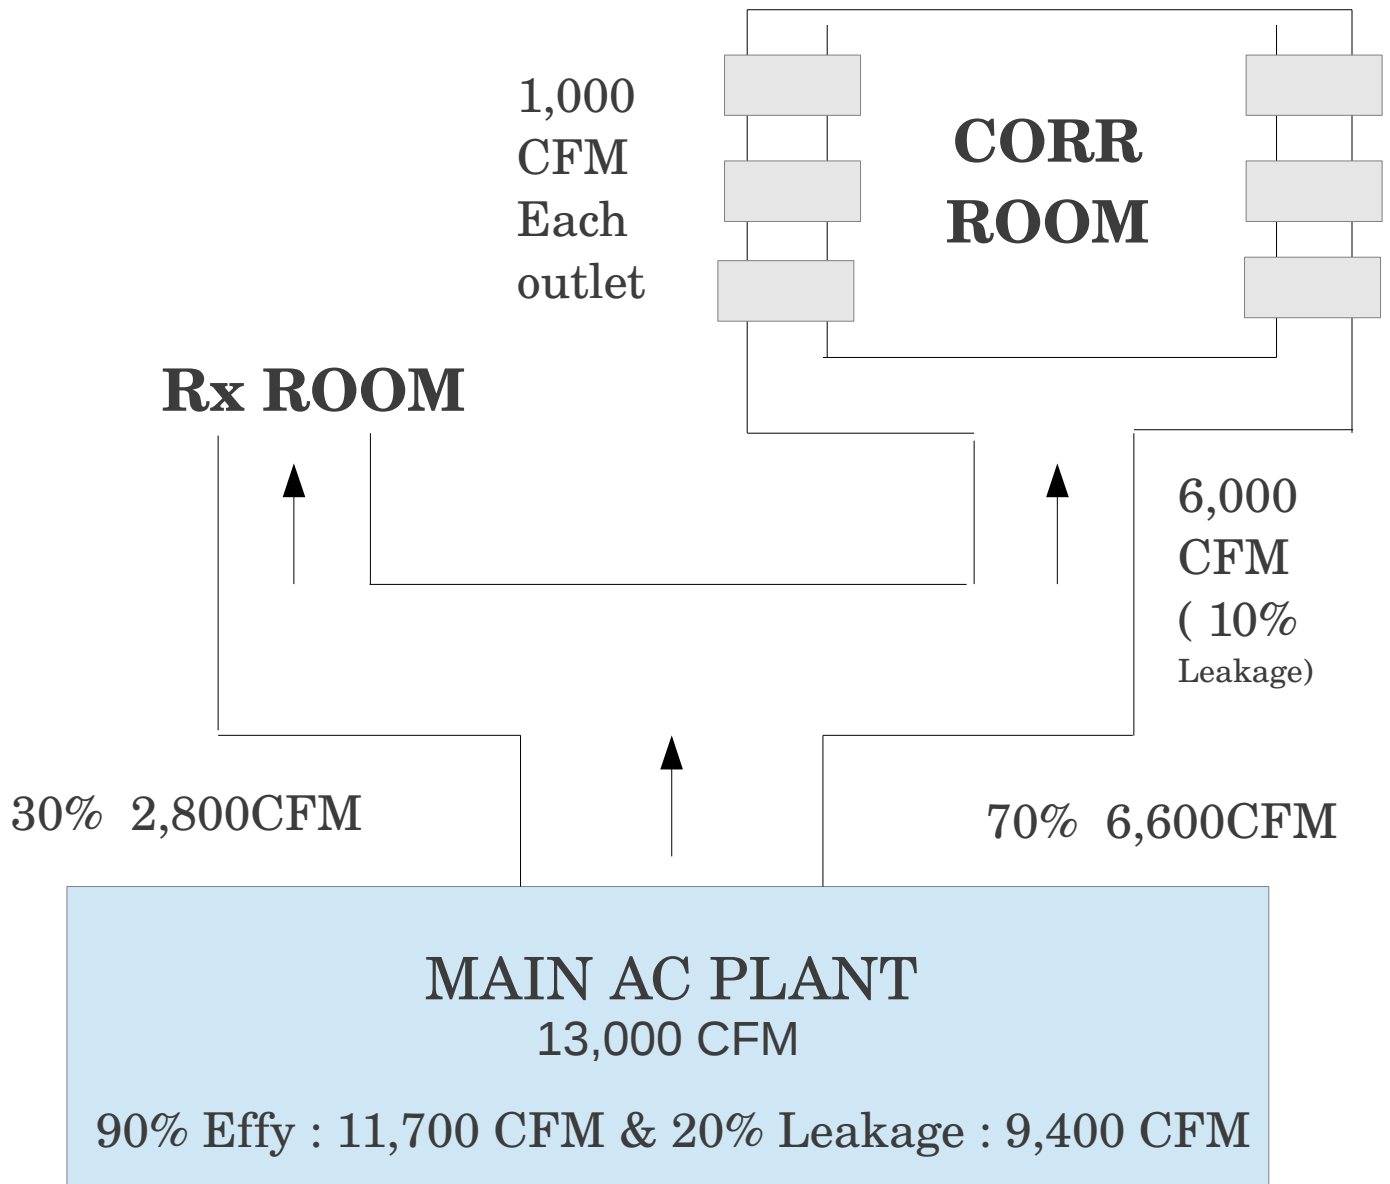 1,000
CFM
Each
outlet
CORR
ROOM
Rx ROOM
6,000
CFM
( 10%
Leakage)
30% 2,800CFM
70% 6,600CFM
MAIN AC PLANT
13,000 CFM
90% Effy : 11,700 CFM & 20% Leakage : 9,400 CFM